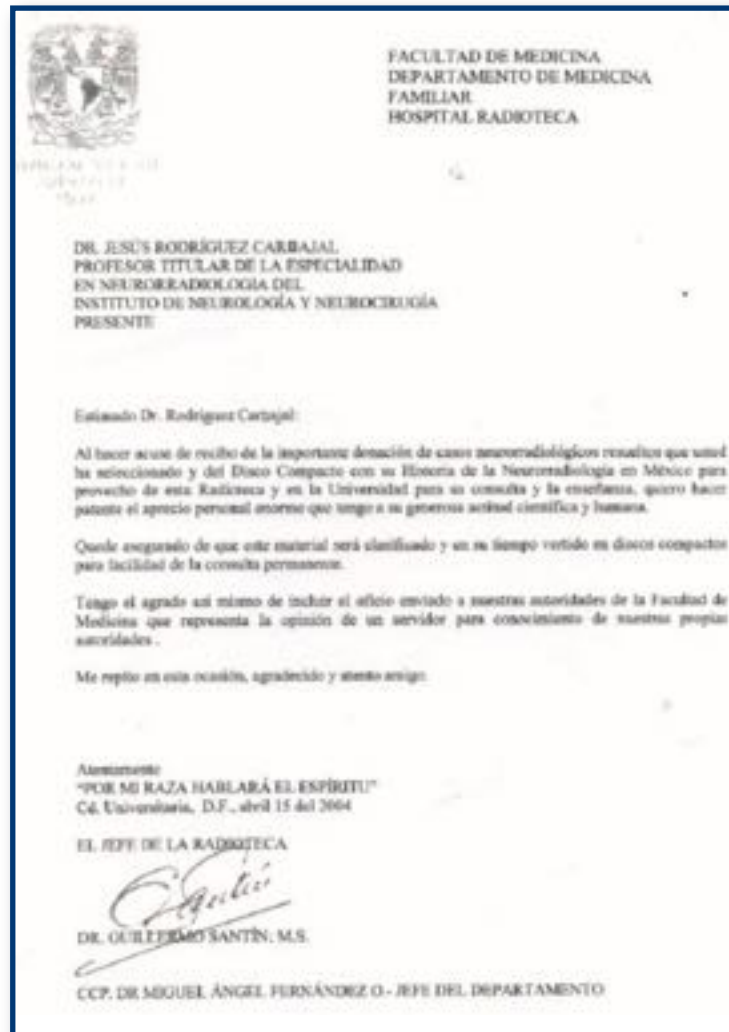 FACULTAD DE MEDICINA
DEPARTAMENTO DE MEDICINA
FAMILIAR
HOSPITAL RADIOTECA
DR. JESÚS RODRÍGUEZ CARBAJAL
PROFESOR TITULAR DE LA ESPECIALIDAD
EN NEURORRADIOLOGIA DEL
INSTITUTO DE NEUROLOGÍA Y NEUROCIRUGÍA
PRESENTE
Estimado Dr. Rodríguez Carbajal:
Al hacer acuse de recibo de la importante donación de casos neurorradiológicos resueltos que usted
ha seleccionado y del Disco Compacto con su Historia de la Neurorradiología en México para
provecho de esta Radioteca y en la Universidad para su consulta y la enseñanza, quiero hacer
patente el aprecio personal enorme que tengo a su generosa actitud científica y humana.
Quede asegurado de que este material será clasificado y en su tiempo vertido en discos compactos
para facilidad de la consulta permanente.
Tengo el agrado así mismo de incluir el oficio enviado a nuestras autoridades de la Facultad de
Medicina que representa la opinión de un servidor para conocimiento de nuestras propias
autoridades .
Me repito en esta ocasión, agradecido y atento amigo.
Atentamente
"POR MI RAZA HABLARÁ EL ESPÍRITU"
Cd. Universitaria, D.F., abril 15 del 2004
EL JEFE DE LA RADIOTECA
DR. GUILLERMO SANTÍN, M.S.
CCP. DR MIGUEL ÁNGEL FERNÁNDEZ O.- JEFE DEL DEPARTAMENTO